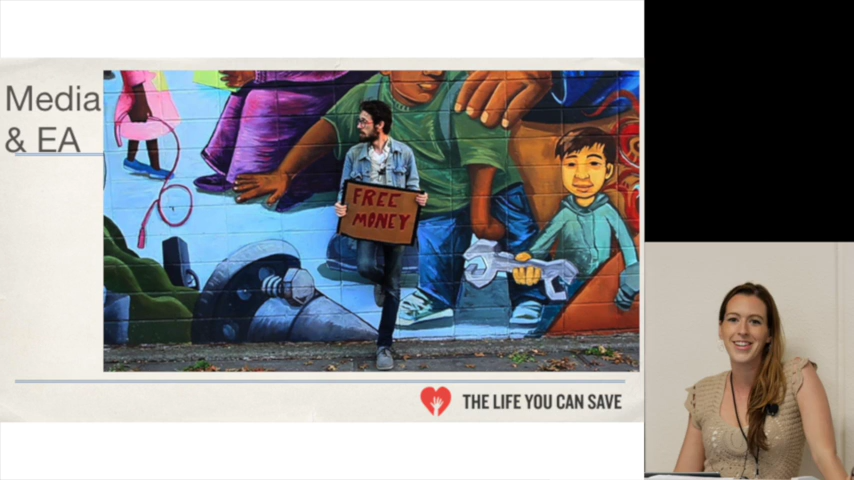 Media
& EA
FREE
MONEY
THE LIFE YOU CAN SAVE